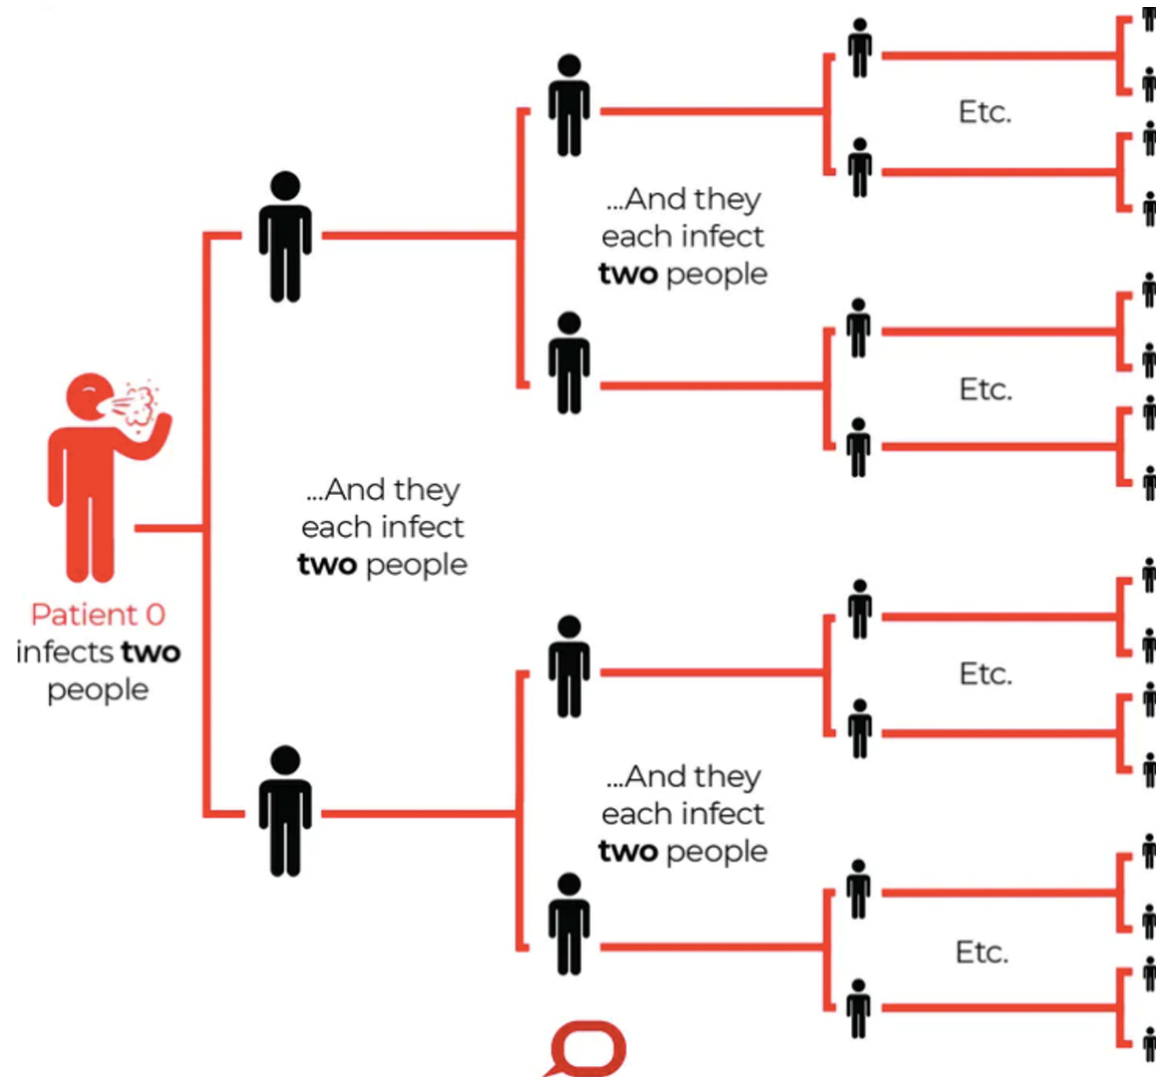 Etc.
...And they
each infect
two people
Etc.
...And they
each infect
two people
Patient 0
infects two
people
Etc.
...And they
each infect
two people
Etc.